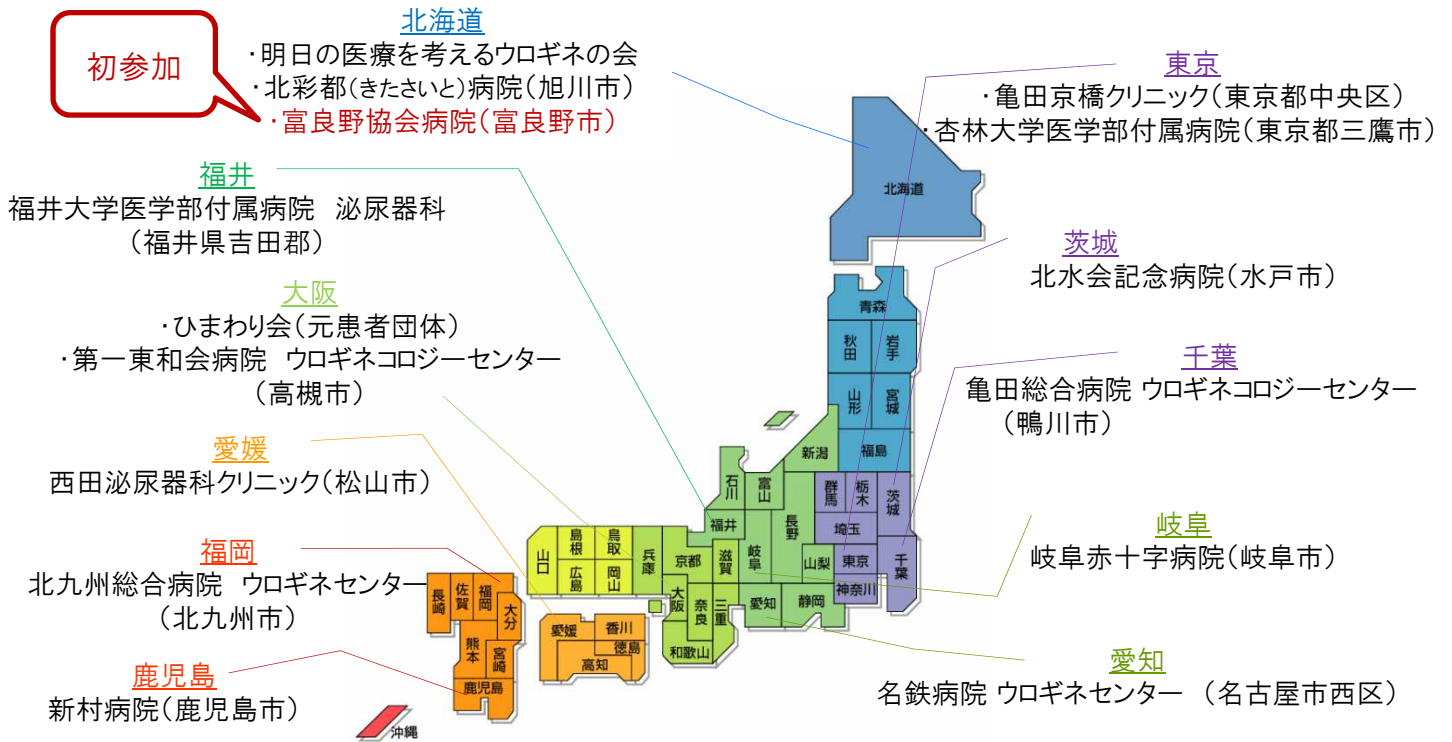 初参加
北海道
・明日の医療を考えるウロギネの会
・北彩都(きたさいと)病院(旭川市)
・富良野協会病院(富良野市)
東京
・亀田京橋クリニック(東京都中央区)
・杏林大学医学部付属病院(東京都三鷹市)
福井
福井大学医学部付属病院 泌尿器科
(福井県吉田郡)
茨城
北水会記念病院(水戸市)
大阪
・ひまわり会(元患者団体)
・第一東和会病院 ウロギネコロジーセンター
(高槻市)
千葉
亀田総合病院 ウロギネコロジーセンター
(鴨川市)
愛媛
西田泌尿器科クリニック(松山市)
岐阜
岐阜赤十字病院(岐阜市)
福岡
北九州総合病院 ウロギネセンター
(北九州市)
愛知
名鉄病院 ウロギネセンター (名古屋市西区)
鹿児島
新村病院(鹿児島市)
北海道
青森
秋田
岩手
山形
宮城
新潟
福島
石川
富山
群馬
栃木
茨城
福井
長野
埼玉
岐阜
山梨
東京
千葉
神奈川
山口
島根
鳥取
広島
岡山
兵庫
京都
滋賀
大阪
奈良
三重
愛知
静岡
和歌山
長崎
佐賀
福岡
大分
熊本
宮崎
鹿児島
愛媛
香川
徳島
高知
沖縄